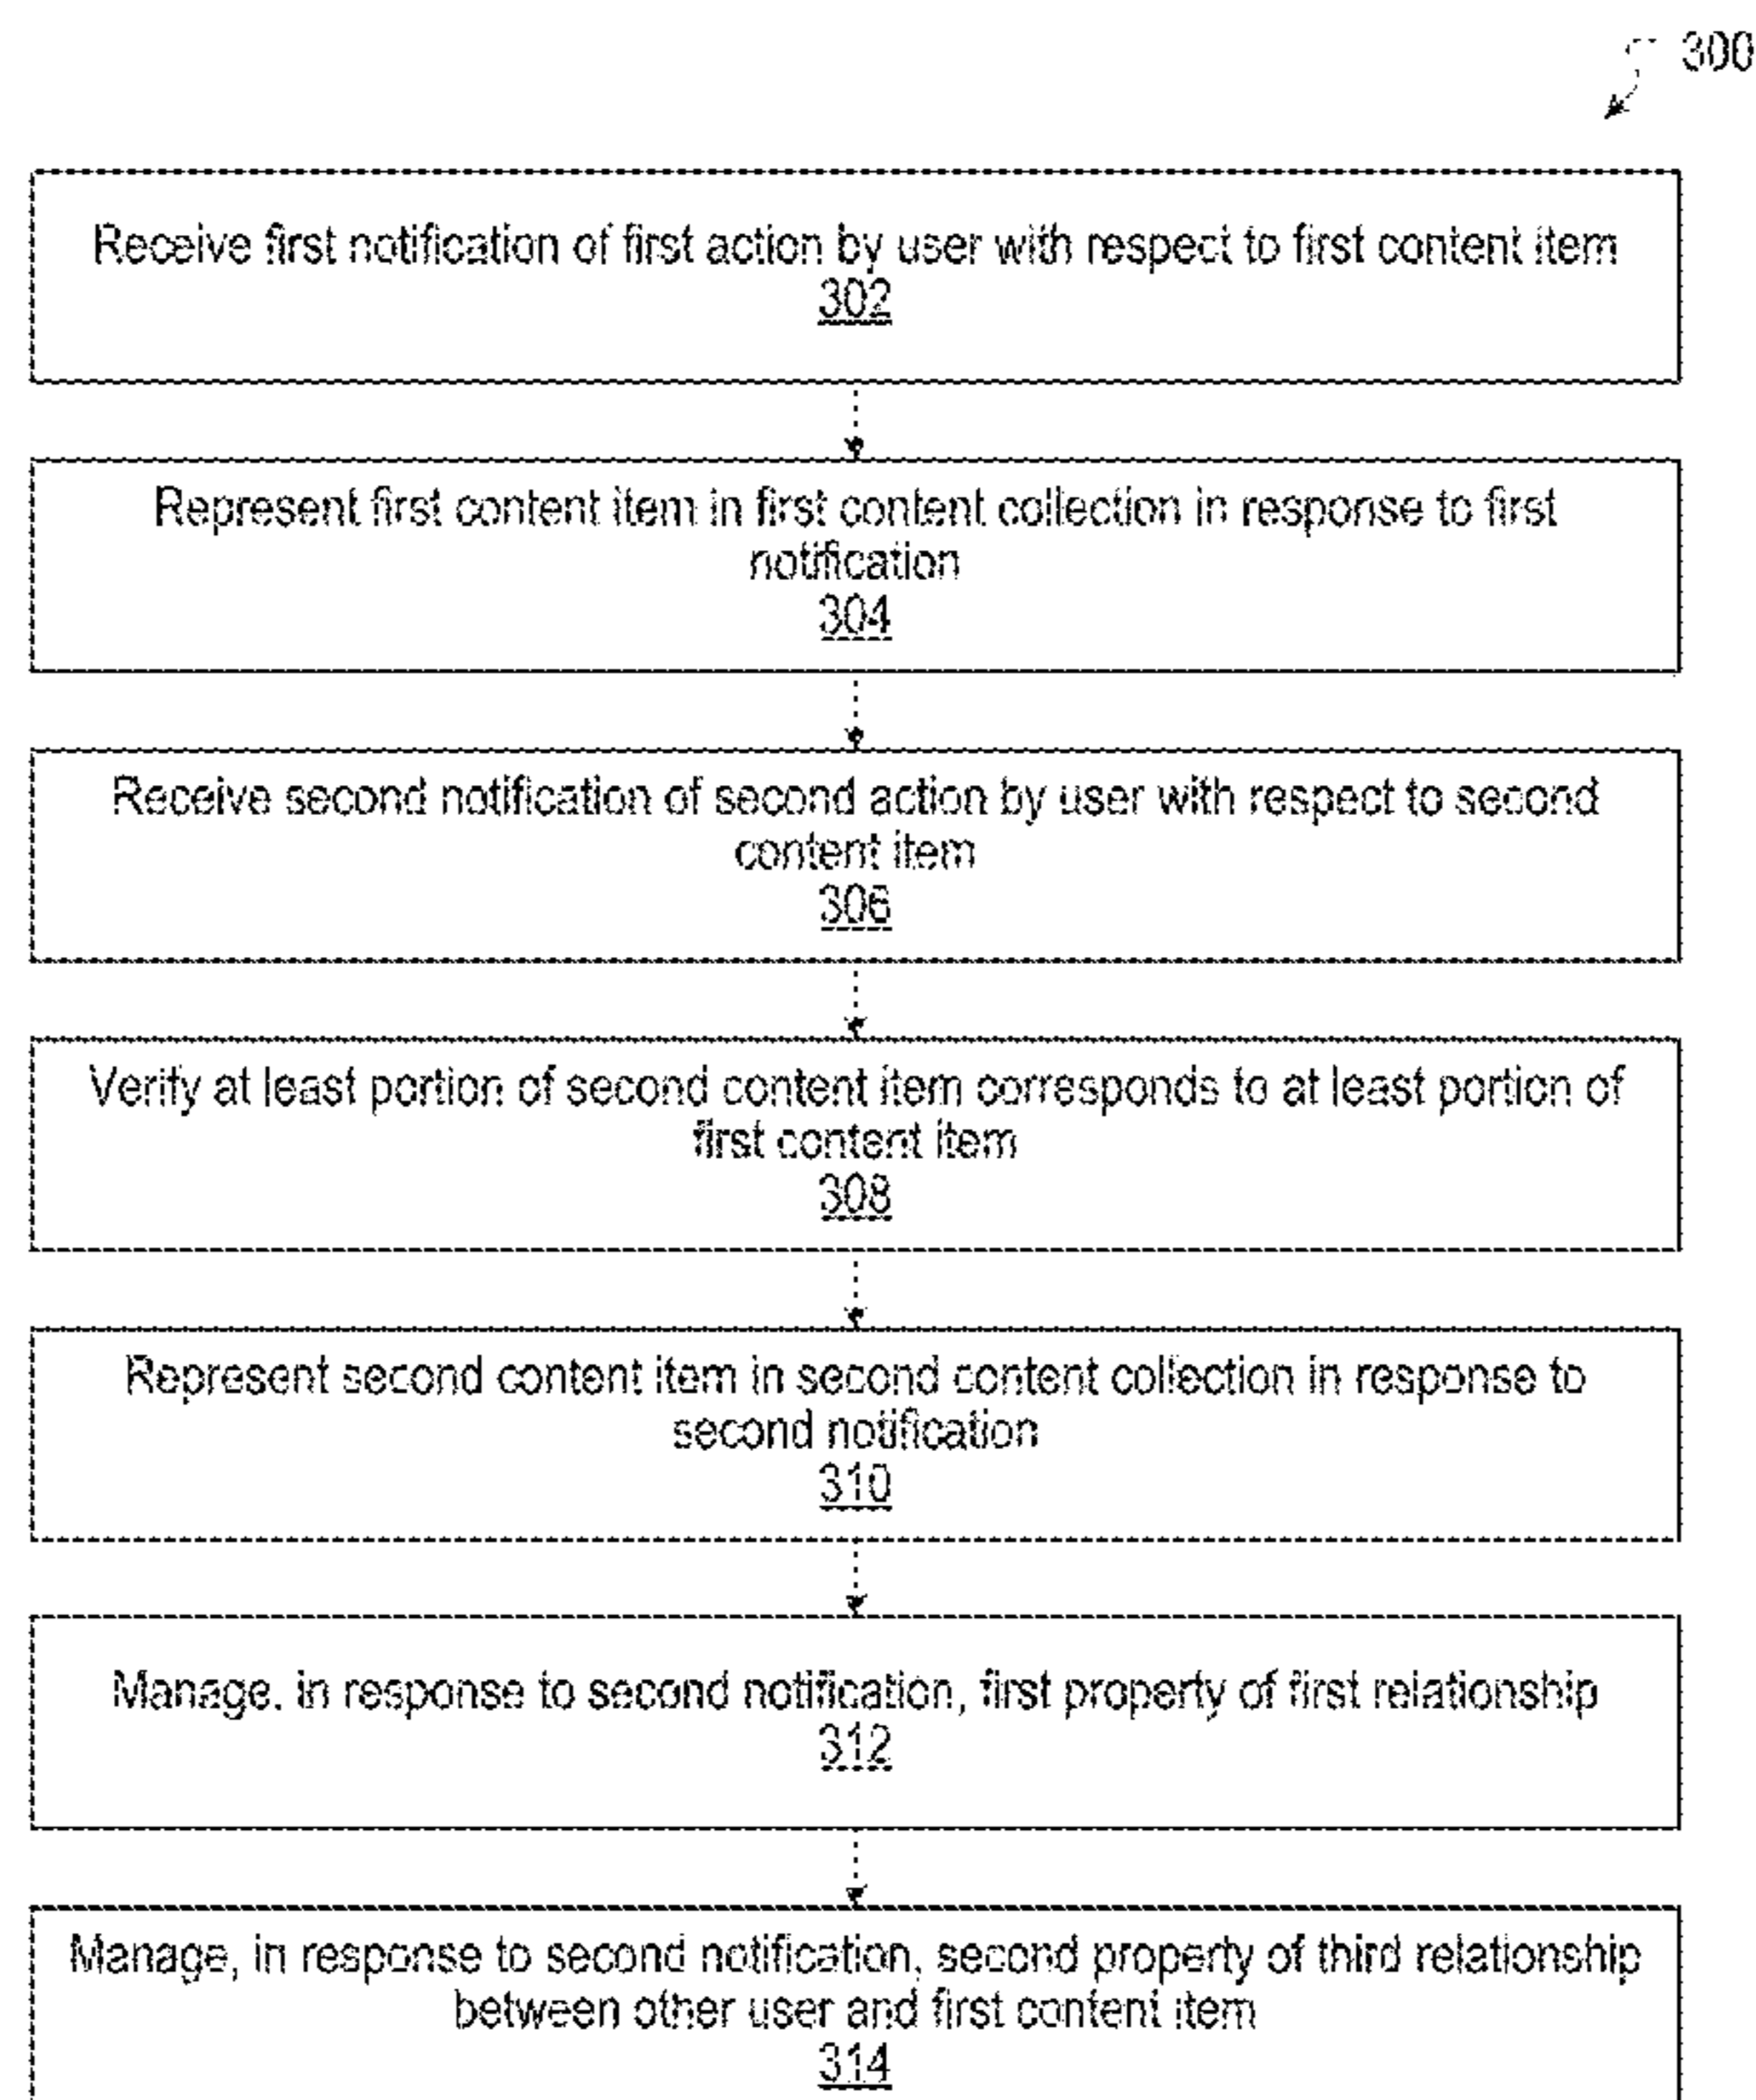 300
Receive first notification of first action by user with respect to first content item
302
Represent first content item in first content collection in response to first
notification
304
Receive second notification of second action by user with respect to second
content item
306
Verify at least portion of second content item corresponds to at least portion of
first content item
308
Represent second content item in second content collection in response to
second notification
310
Manage, in response to second notification, first property of first relationship
312
Manage, in response to second notification, second property of third relationship
between other user and first content item
314